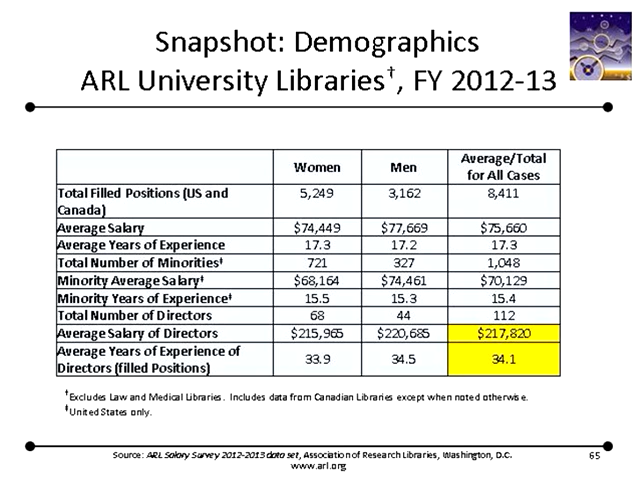 Snapshot: Demographics
ARL University Libraries†, FY 2012-13
Women Men Average/Total
for All Cases
Total Filled Positions (US and
Canada) 5,249 3,162 8,411
Average Salary $74,449 $77,669 $75,660
Average Years of Experience 17.3 17.2 17.3
Total Number of Minorities‡ 721 327 1,048
Minority Average Salary‡ $68,164 $74,461 $70,129
Minority Years of Experience‡ 15.5 15.3 15.4
Total Number of Directors 68 44 112
Average Salary of Directors $215,965 $220,685 $217,820
Average Years of Experience of
Directors (filled Positions) 33.9 34.5 34.1
†Excludes Law and Medical Libraries. Includes data from Canadian Libraries except when noted otherwise.
‡United States only.
Source: ARL Salary Survey 2012-2013 data set, Association of Research Libraries, Washington, D.C.
www.arl.org
65